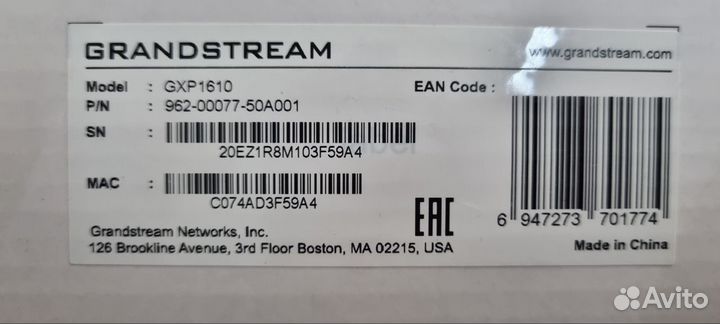 GRANDSTREAM
www.grandstream.com
Model : GXP1610
EAN Code :
P/N : 962-00077-50A001
SN :
20EZ1R8M103F59A4
MAC :
C074AD3F59A4
EAC
6 947273 701774
Grandstream Networks, Inc.
126 Brookline Avenue, 3rd Floor Boston, MA 02215, USA
Made in China
Avito